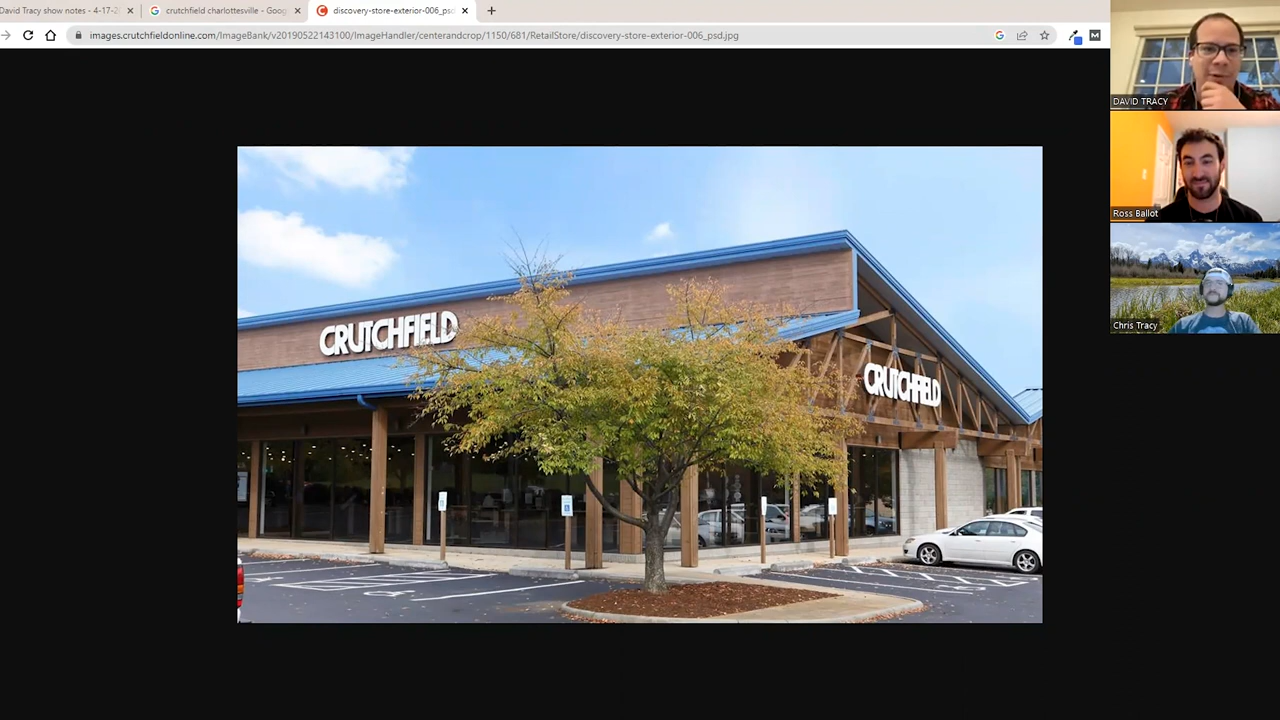 David Tracy show notes - 4-17-2
crutchfield charlottesville - Goog
discovery-store-exterior-006_psd
images.crutchfieldonline.com/ImageBank/v20190522143100/ImageHandler/centerandcrop/1150/681/RetailStore/discovery-store-exterior-006_psd.jpg
DAVID TRACY
Ross Ballot
Chris Tracy
CRUTCHFIELD
CRUTCHFIELD